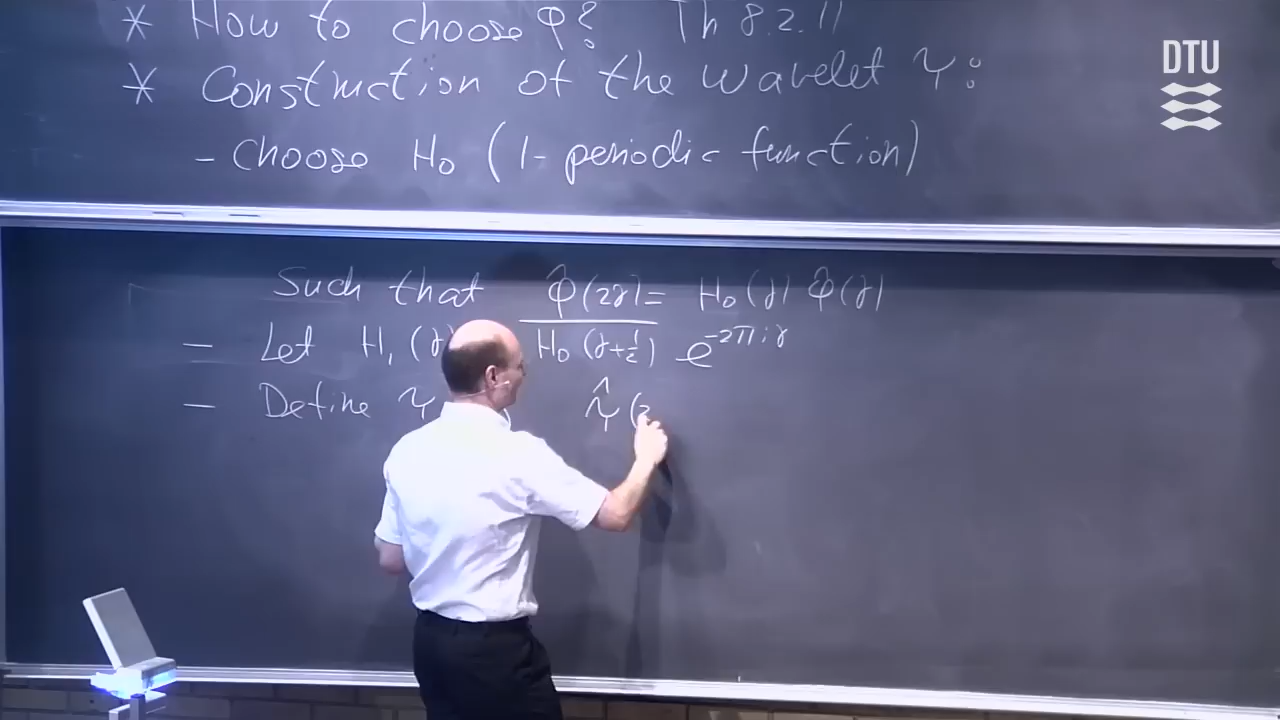 * How to choose φ? Th 8.2.11
DTU
* Construction of the wavelet ψ:
- Choose H₀ (1-periodic function)
Such that φ̂(2γ) = H₀(γ) φ̂(γ)
- Let H₁(γ) H₀(γ+½) e^{-2πiγ}
- Define ψ ψ̂(2